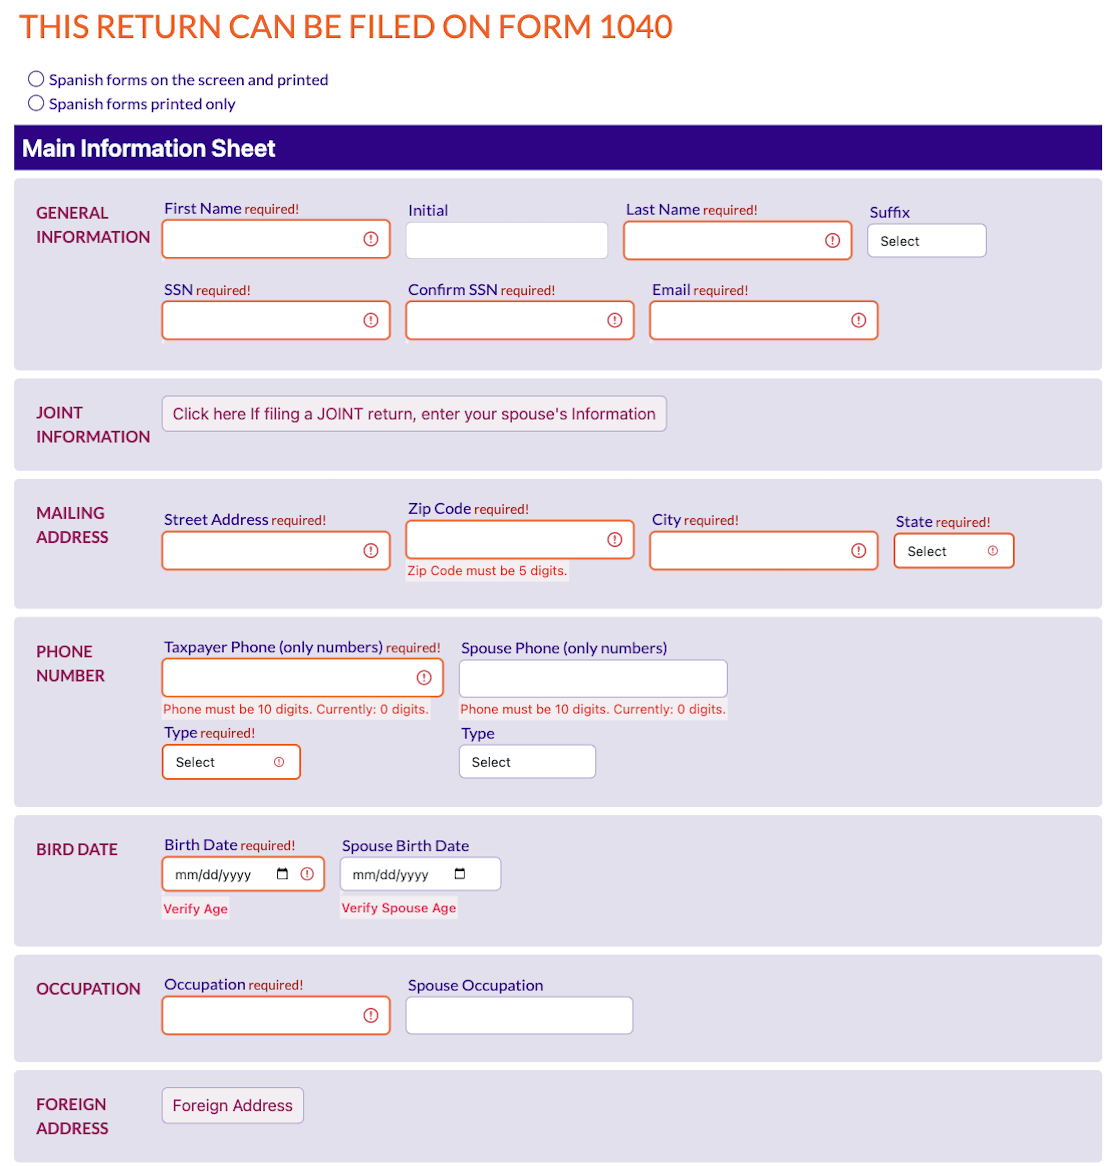 THIS RETURN CAN BE FILED ON FORM 1040
Spanish forms on the screen and printed
Spanish forms printed only
Main Information Sheet
GENERAL INFORMATION
First Name required!
Initial
Last Name required!
Suffix
Select
SSN required!
Confirm SSN required!
Email required!
JOINT INFORMATION
Click here If filing a JOINT return, enter your spouse's Information
MAILING ADDRESS
Street Address required!
Zip Code required!
Zip Code must be 5 digits.
City required!
State required!
Select
PHONE NUMBER
Taxpayer Phone (only numbers) required!
Phone must be 10 digits. Currently: 0 digits.
Type required!
Select
Spouse Phone (only numbers)
Phone must be 10 digits. Currently: 0 digits.
Type
Select
BIRD DATE
Birth Date required!
mm/dd/yyyy
Verify Age
Spouse Birth Date
mm/dd/yyyy
Verify Spouse Age
OCCUPATION
Occupation required!
Spouse Occupation
FOREIGN ADDRESS
Foreign Address